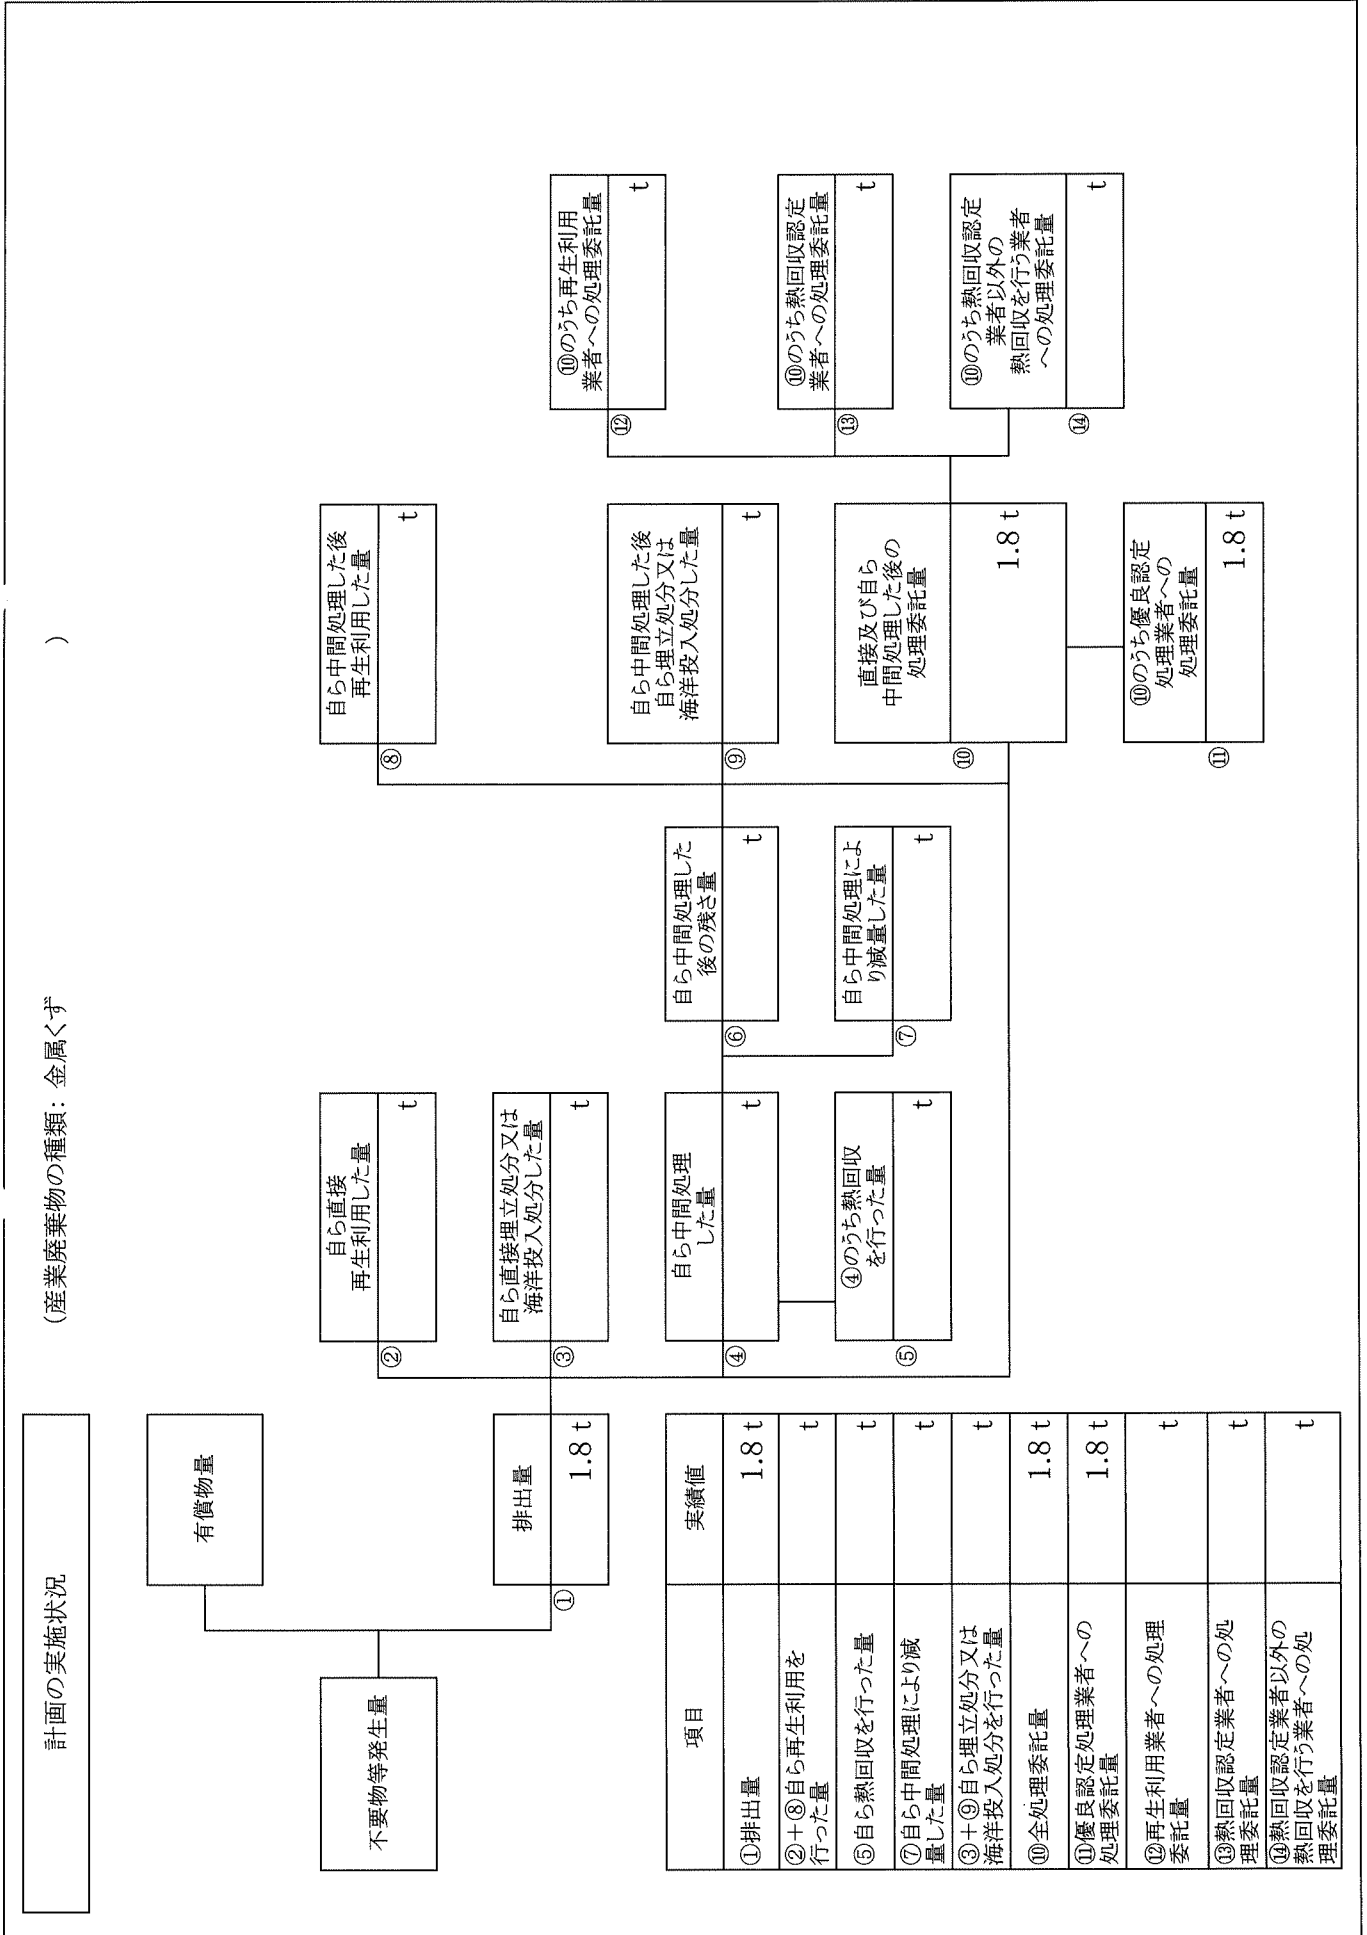 計画の実施状況
(産業廃棄物の種類：金属くず
)
不要物等発生量
有償物量
排出量
①
1.8 t
自ら直接
再生利用した量
②
t
自ら直接埋立処分又は
海洋投入処分した量
③
t
自ら中間処理
した量
④
t
④のうち熱回収
を行った量
⑤
t
自ら中間処理した
後の残さ量
⑥
t
自ら中間処理によ
り減量した量
⑦
t
自ら中間処理した後
再生利用した量
⑧
t
自ら中間処理した後
自ら埋立処分又は
海洋投入処分した量
⑨
t
直接及び自ら
中間処理した後の
処理委託量
⑩
1.8 t
⑩のうち優良認定
処理業者への
処理委託量
⑪
1.8 t
⑩のうち再生利用
業者への処理委託量
⑫
t
⑩のうち熱回収認定
業者への処理委託量
⑬
t
⑩のうち熱回収認定
業者以外の
熱回収を行う業者
への処理委託量
⑭
t
項目 実績値
①排出量 1.8 t
②+⑧自ら再生利用を
行った量 t
⑤自ら熱回収を行った量 t
⑦自ら中間処理により減
量した量 t
③+⑨自ら埋立処分又は
海洋投入処分を行った量 t
⑩全処理委託量 1.8 t
⑪優良認定処理業者への
処理委託量 1.8 t
⑫再生利用業者への処理
委託量 t
⑬熱回収認定業者への処
理委託量 t
⑭熱回収認定業者以外の
熱回収を行う業者への処
理委託量 t